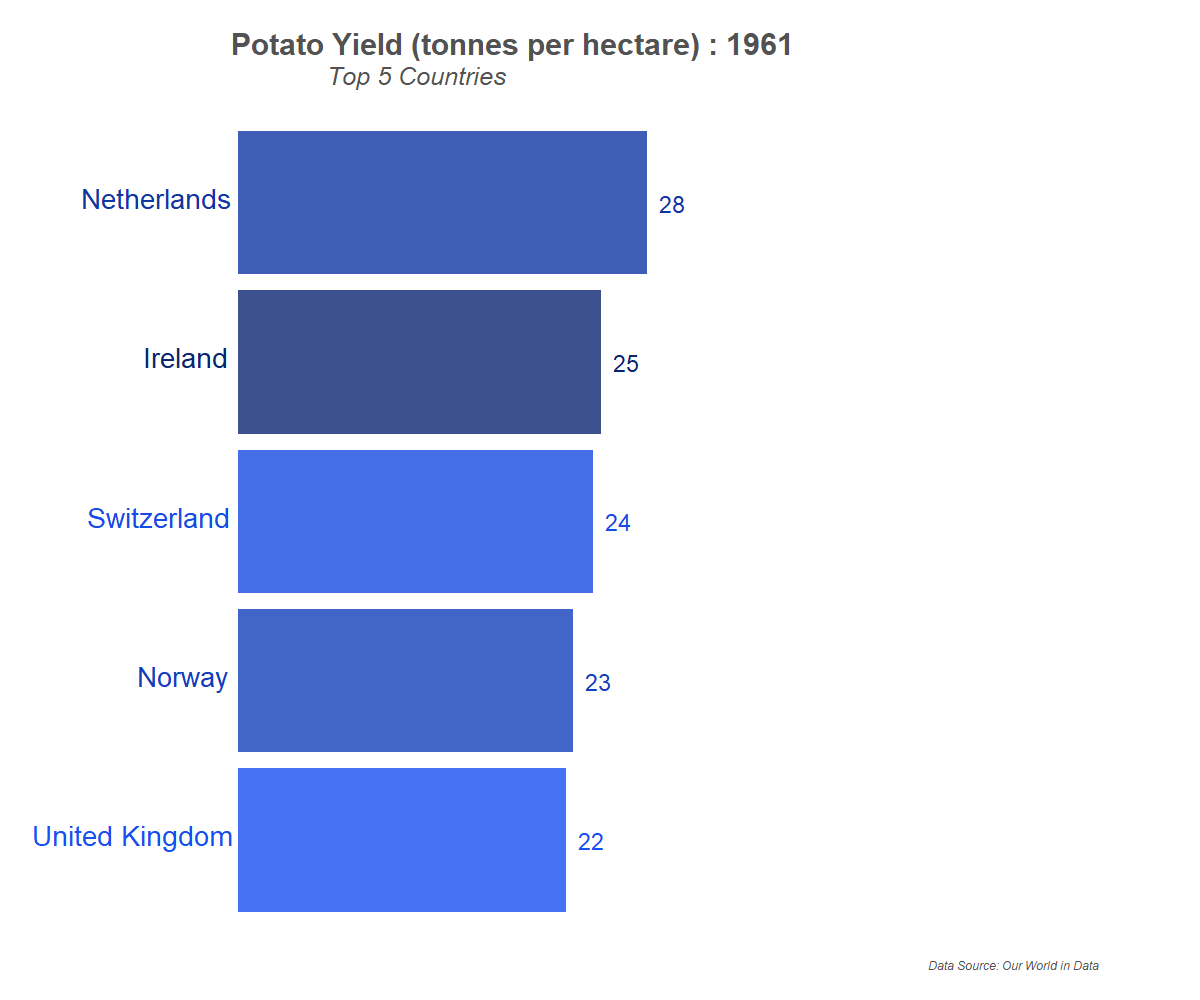 Potato Yield (tonnes per hectare) : 1961
Top 5 Countries
Netherlands 28
Ireland 25
Switzerland 24
Norway 23
United Kingdom 22
Data Source: Our World in Data